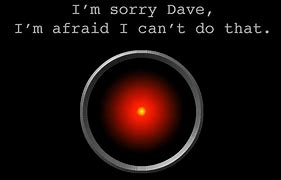 I'm sorry Dave,
I'm afraid I can't do that.